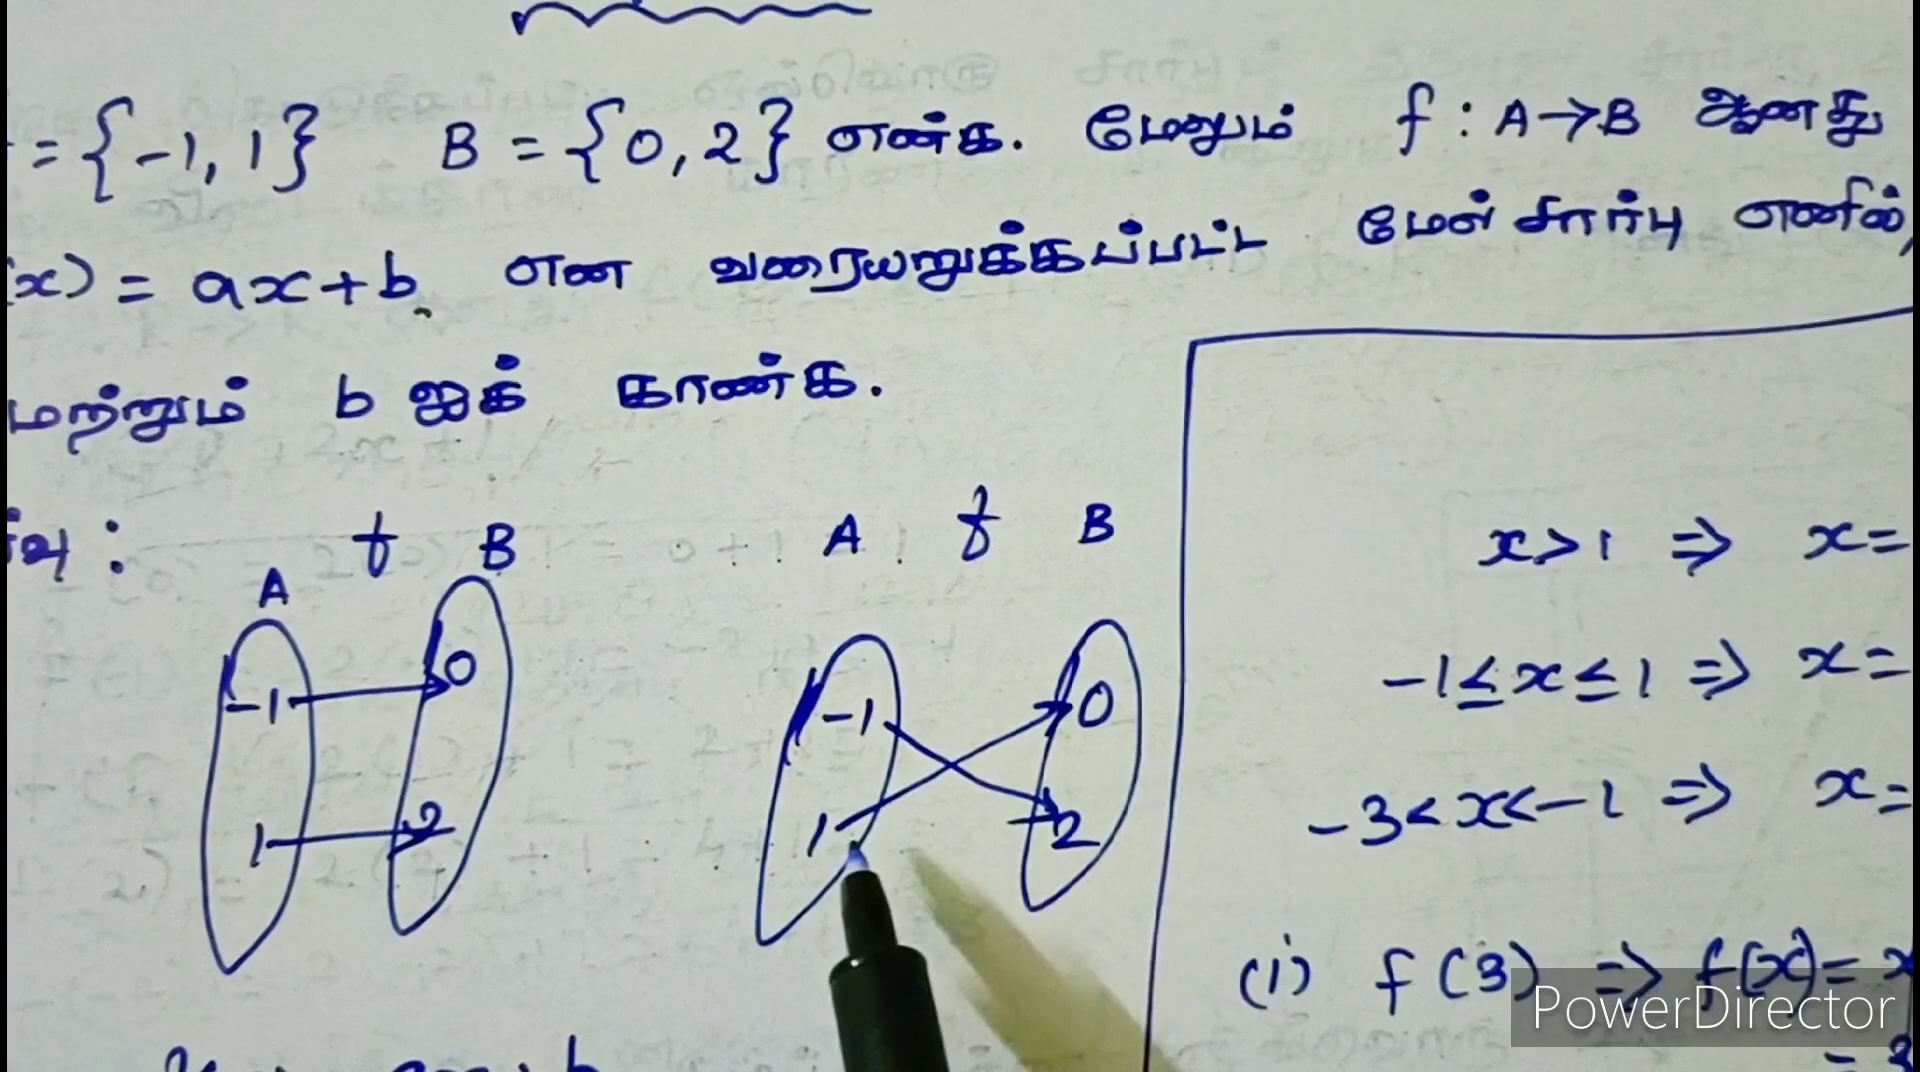 = {-1, 1} B = {0, 2} என்க. மேலும் f : A→B ஆனது
(x) = ax+b என வரையறுக்கப்பட்ட மேல் சார்பு எனில்,
மற்றும் b ஐக் காண்க.
A f B
-1 0
1 2
A f B
-1 0
1 2
x>1 ⇒ x=
-1≤x≤1 ⇒ x=
-3<x<-1 ⇒ x=
(i) f(3) ⇒ f(x)= x
PowerDirector